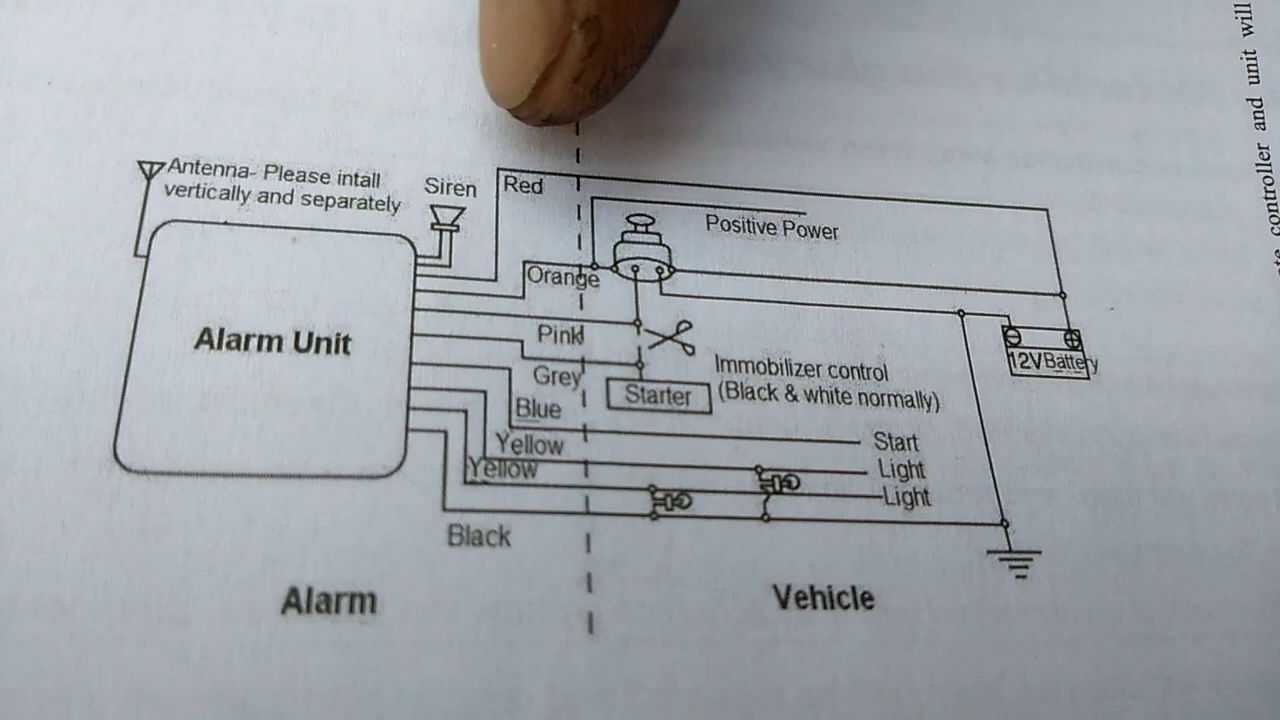 Antenna- Please intall
vertically and separately
Siren
Red
Positive Power
Orange
Alarm Unit
Pink
12V Battery
Grey
Immobilizer control
(Black & white normally)
Starter
Blue
Start
Yellow
Light
Yellow
Light
Black
Alarm
Vehicle
controller and unit will